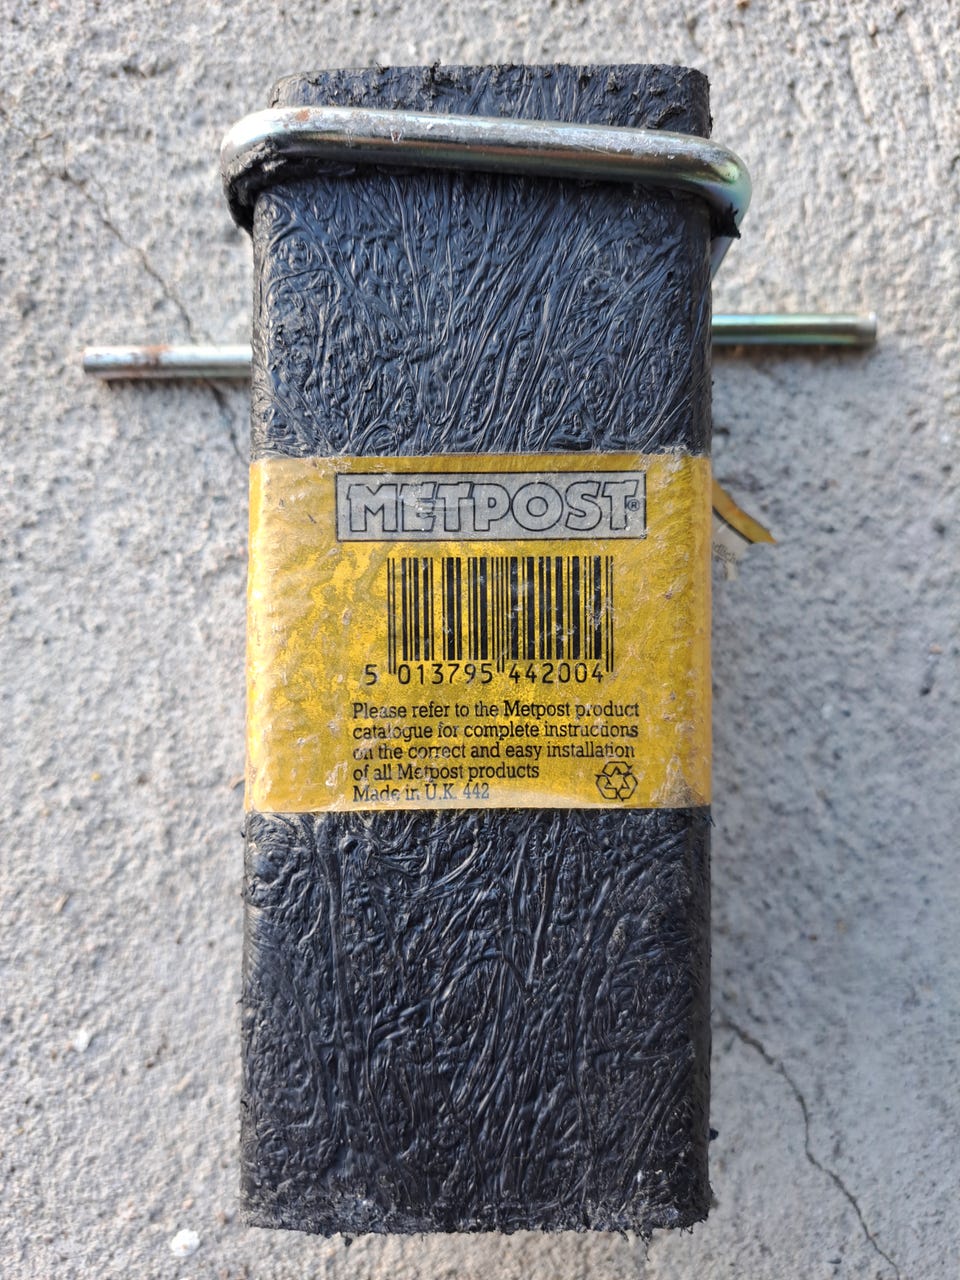 METPOST®
5 013795 442004
Please refer to the Metpost product
catalogue for complete instructions
on the correct and easy installation
of all Metpost products
Made in U.K. 442